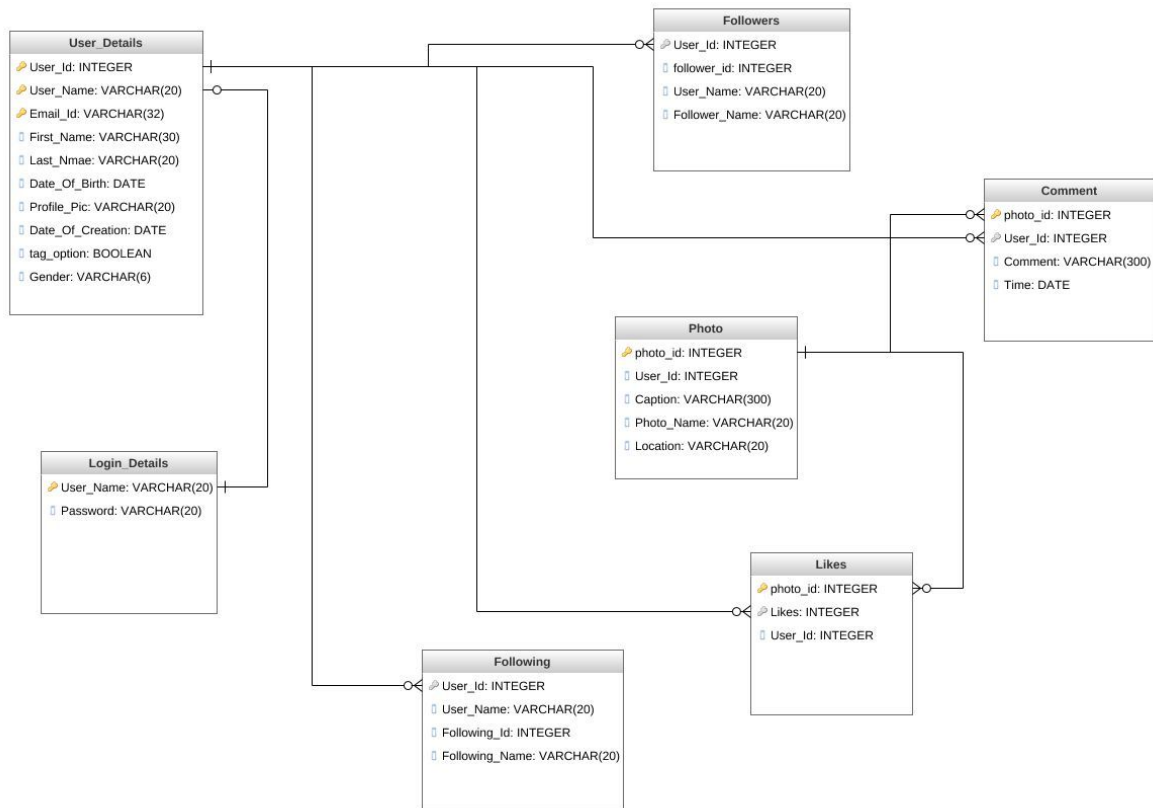 Followers
User_Id: INTEGER
follower_id: INTEGER
User_Name: VARCHAR(20)
Follower_Name: VARCHAR(20)
User_Details
User_Id: INTEGER
User_Name: VARCHAR(20)
Email_Id: VARCHAR(32)
First_Name: VARCHAR(30)
Last_Nmae: VARCHAR(20)
Date_Of_Birth: DATE
Profile_Pic: VARCHAR(20)
Date_Of_Creation: DATE
tag_option: BOOLEAN
Gender: VARCHAR(6)
Comment
photo_id: INTEGER
User_Id: INTEGER
Comment: VARCHAR(300)
Time: DATE
Photo
photo_id: INTEGER
User_Id: INTEGER
Caption: VARCHAR(300)
Photo_Name: VARCHAR(20)
Location: VARCHAR(20)
Login_Details
User_Name: VARCHAR(20)
Password: VARCHAR(20)
Likes
photo_id: INTEGER
Likes: INTEGER
User_Id: INTEGER
Following
User_Id: INTEGER
User_Name: VARCHAR(20)
Following_Id: INTEGER
Following_Name: VARCHAR(20)